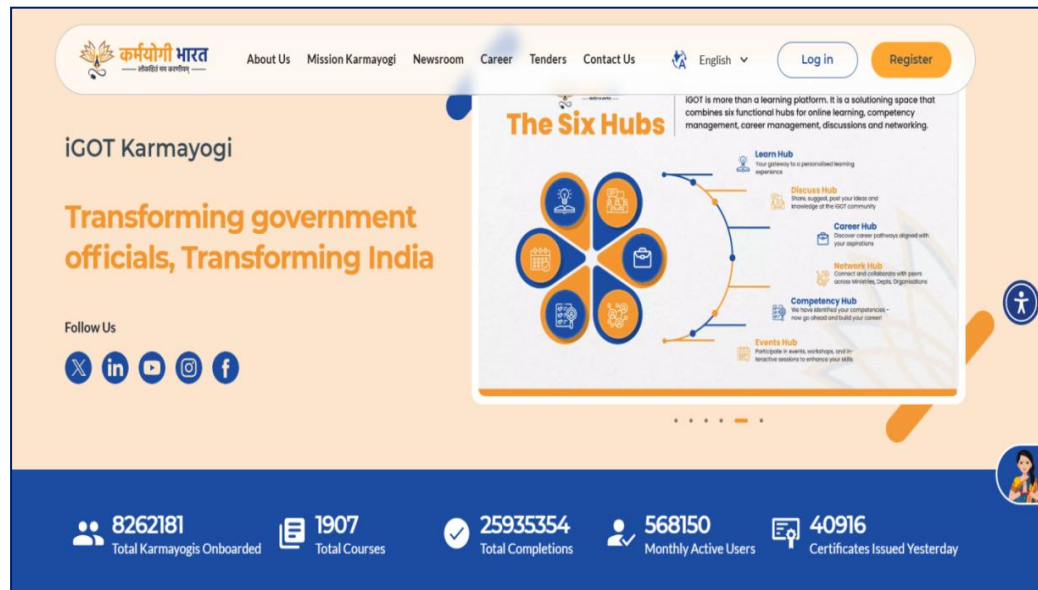 कर्मयोगी भारत
लोकहितं मम करणीयम्
About Us Mission Karmayogi Newsroom Career Tenders Contact Us English Log in Register
iGOT Karmayogi
Transforming government
officials, Transforming India
Follow Us
The Six Hubs
iGOT is more than a learning platform. It is a solutioning space that
combines six functional hubs for online learning, competency
management, career management, discussions and networking.
Learn Hub
Your gateway to a personalised learning
experience
Discuss Hub
Share, suggest, post your ideas and
knowledge at the iGOT community
Career Hub
Discover career pathways aligned with
your aspirations
Network Hub
Connect and collaborate with peers
across Ministries, Depts, Organisations
Competency Hub
We have identified your competencies -
now go ahead and build your career!
Events Hub
Participate in events, workshops, and in-
teractive sessions to enhance your skills
8262181
Total Karmayogis Onboarded
1907
Total Courses
25935354
Total Completions
568150
Monthly Active Users
40916
Certificates Issued Yesterday